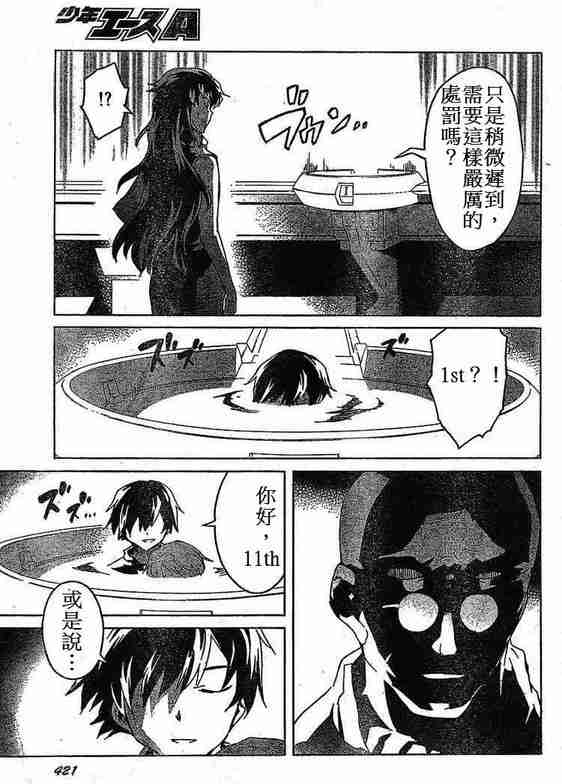 少年エースA
只是稍微遲到，
需要這樣嚴厲的
處罰嗎？
ブゥン
!?
1st？！
ズズ
ズズ
你好，
11th
ズズ…
或是說…
421